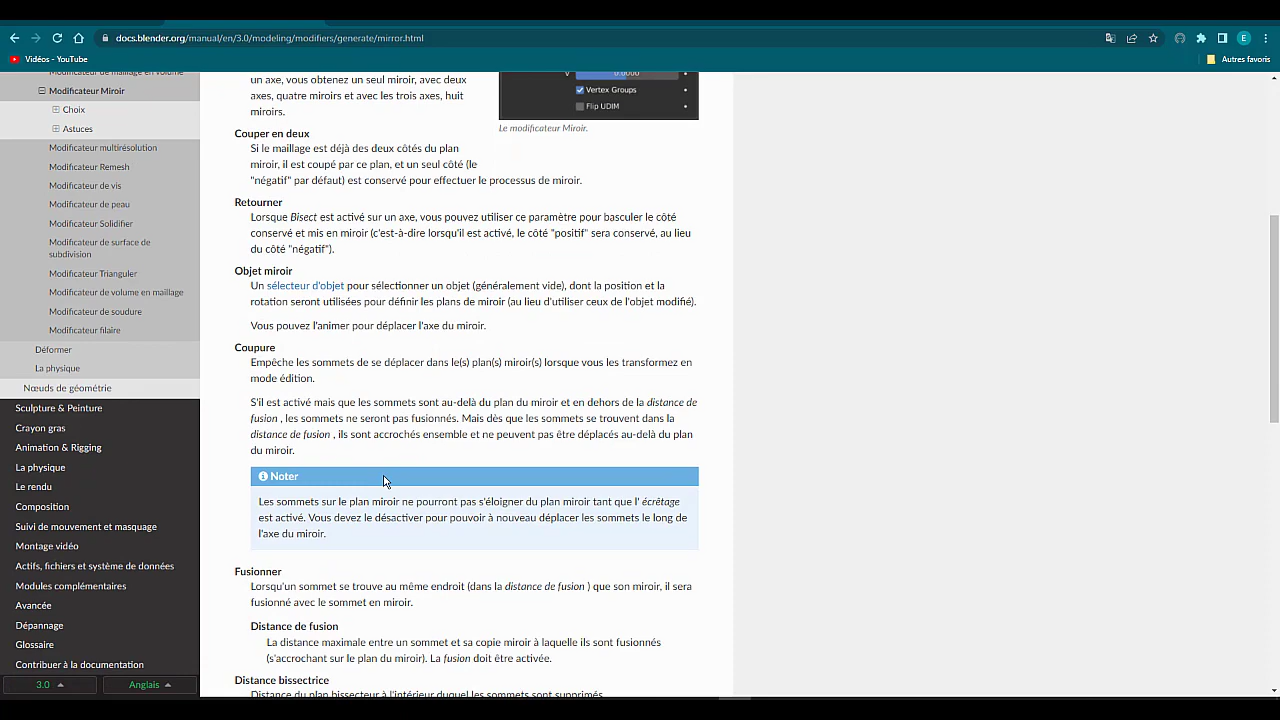 docs.blender.org/manual/en/3.0/modeling/modifiers/generate/mirror.html
E
Vidéos - YouTube
Autres favoris
Modificateur de maillage en volume
Modificateur Miroir
Choix
Astuces
Modificateur multirésolution
Modificateur Remesh
Modificateur de vis
Modificateur de peau
Modificateur Solidifier
Modificateur de surface de
subdivision
Modificateur Trianguler
Modificateur de volume en maillage
Modificateur de soudure
Modificateur filaire
Déformer
La physique
Nœuds de géométrie
Sculpture & Peinture
Crayon gras
Animation & Rigging
La physique
Le rendu
Composition
Suivi de mouvement et masquage
Montage vidéo
Actifs, fichiers et système de données
Modules complémentaires
Avancée
Dépannage
Glossaire
Contribuer à la documentation
3.0
Anglais
un axe, vous obtenez un seul miroir, avec deux
axes, quatre miroirs et avec les trois axes, huit
miroirs.
V 0.0000
Vertex Groups
Flip UDIM
Le modificateur Miroir.
Couper en deux
Si le maillage est déjà des deux côtés du plan
miroir, il est coupé par ce plan, et un seul côté (le
"négatif" par défaut) est conservé pour effectuer le processus de miroir.
Retourner
Lorsque Bisect est activé sur un axe, vous pouvez utiliser ce paramètre pour basculer le côté
conservé et mis en miroir (c'est-à-dire lorsqu'il est activé, le côté "positif" sera conservé, au lieu
du côté "négatif").
Objet miroir
Un sélecteur d'objet pour sélectionner un objet (généralement vide), dont la position et la
rotation seront utilisées pour définir les plans de miroir (au lieu d'utiliser ceux de l'objet modifié).
Vous pouvez l'animer pour déplacer l'axe du miroir.
Coupure
Empêche les sommets de se déplacer dans le(s) plan(s) miroir(s) lorsque vous les transformez en
mode édition.
S'il est activé mais que les sommets sont au-delà du plan du miroir et en dehors de la distance de
fusion , les sommets ne seront pas fusionnés. Mais dès que les sommets se trouvent dans la
distance de fusion , ils sont accrochés ensemble et ne peuvent pas être déplacés au-delà du plan
du miroir.
Noter
Les sommets sur le plan miroir ne pourront pas s'éloigner du plan miroir tant que l' écrêtage
est activé. Vous devez le désactiver pour pouvoir à nouveau déplacer les sommets le long de
l'axe du miroir.
Fusionner
Lorsqu'un sommet se trouve au même endroit (dans la distance de fusion ) que son miroir, il sera
fusionné avec le sommet en miroir.
Distance de fusion
La distance maximale entre un sommet et sa copie miroir à laquelle ils sont fusionnés
(s'accrochant sur le plan du miroir). La fusion doit être activée.
Distance bissectrice
Distance du plan bissecteur à l'intérieur duquel les sommets sont supprimés.